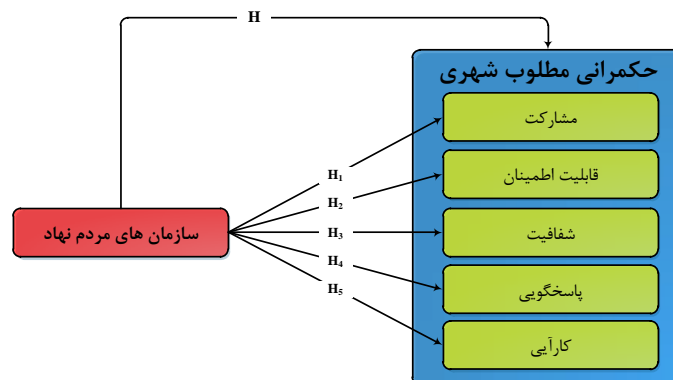 H
حکمرانی مطلوب شهری
مشارکت
قابلیت اطمینان
شفافیت
پاسخگویی
کارآیی
H₁
H₂
H₃
H₄
H₅
سازمان های مردم نهاد